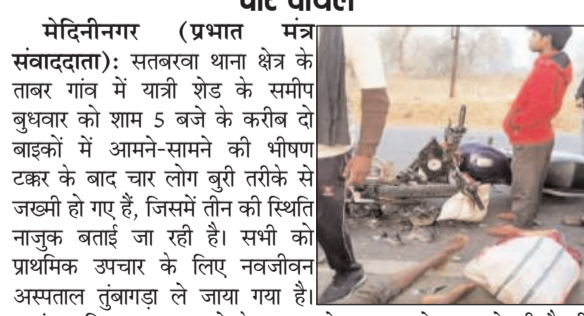 मेदिनीनगर (प्रभात मंत्र
संवाददाता): सतबरवा थाना क्षेत्र के
ताबर गांव में यात्री शेड के समीप
बुधवार को शाम 5 बजे के करीब दो
बाइकों में आमने-सामने की भीषण
टक्कर के बाद चार लोग बुरी तरीके से
जख्मी हो गए हैं, जिसमें तीन की स्थिति
नाजुक बताई जा रही है। सभी को
प्राथमिक उपचार के लिए नवजीवन
अस्पताल तुंबागड़ा ले जाया गया है।